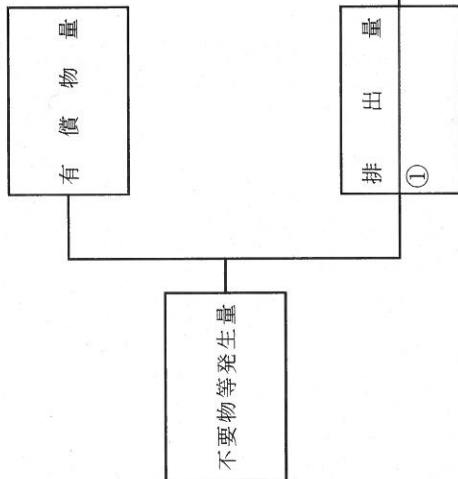 不要物等発生量
有償物量
排出量
①